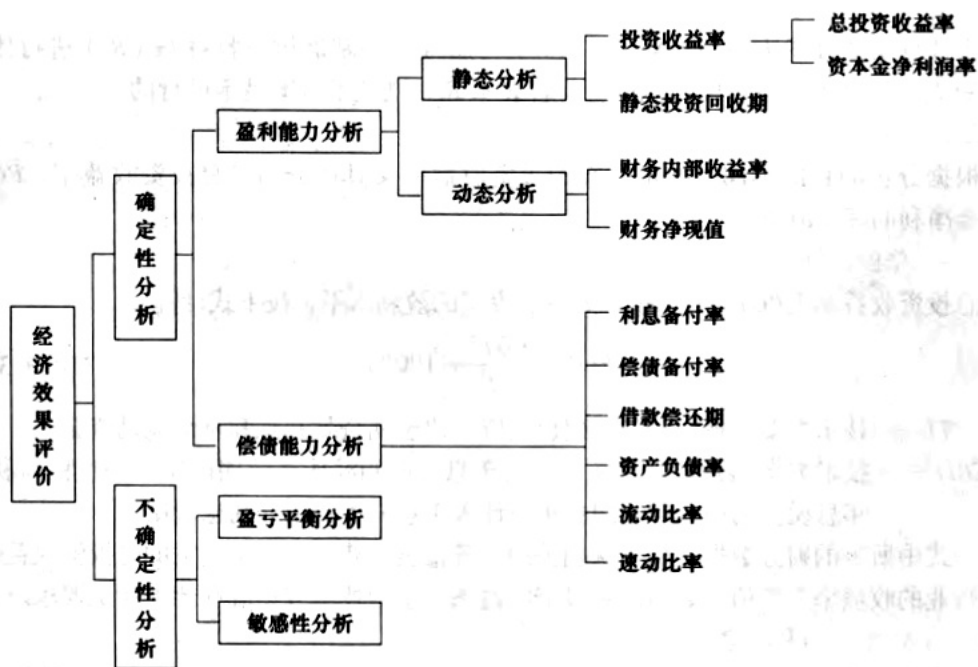 经济效果评价
确定性分析
不确定性分析
盈利能力分析
偿债能力分析
盈亏平衡分析
敏感性分析
静态分析
动态分析
投资收益率
总投资收益率
资本金净利润率
静态投资回收期
财务内部收益率
财务净现值
利息备付率
偿债备付率
借款偿还期
资产负债率
流动比率
速动比率